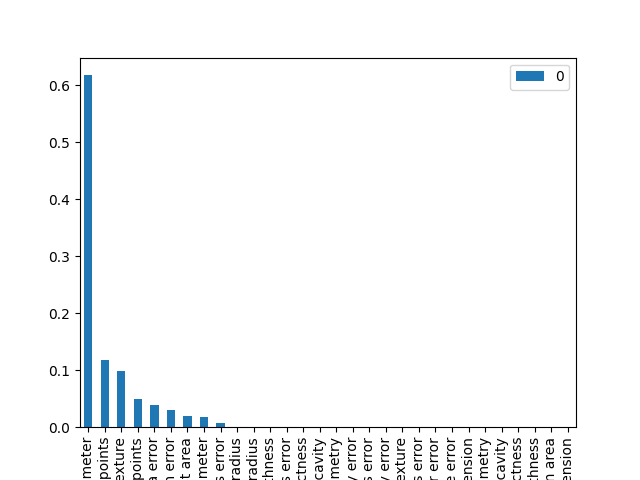 0
0.6
0.5
0.4
0.3
0.2
0.1
0.0
meter
points
exture
points
a error
n error
t area
meter
s error
radius
radius
thness
s error
ctness
cavity
metry
y error
s error
y error
exture
s error
r error
e error
ension
metry
cavity
ctness
thness
n area
ension